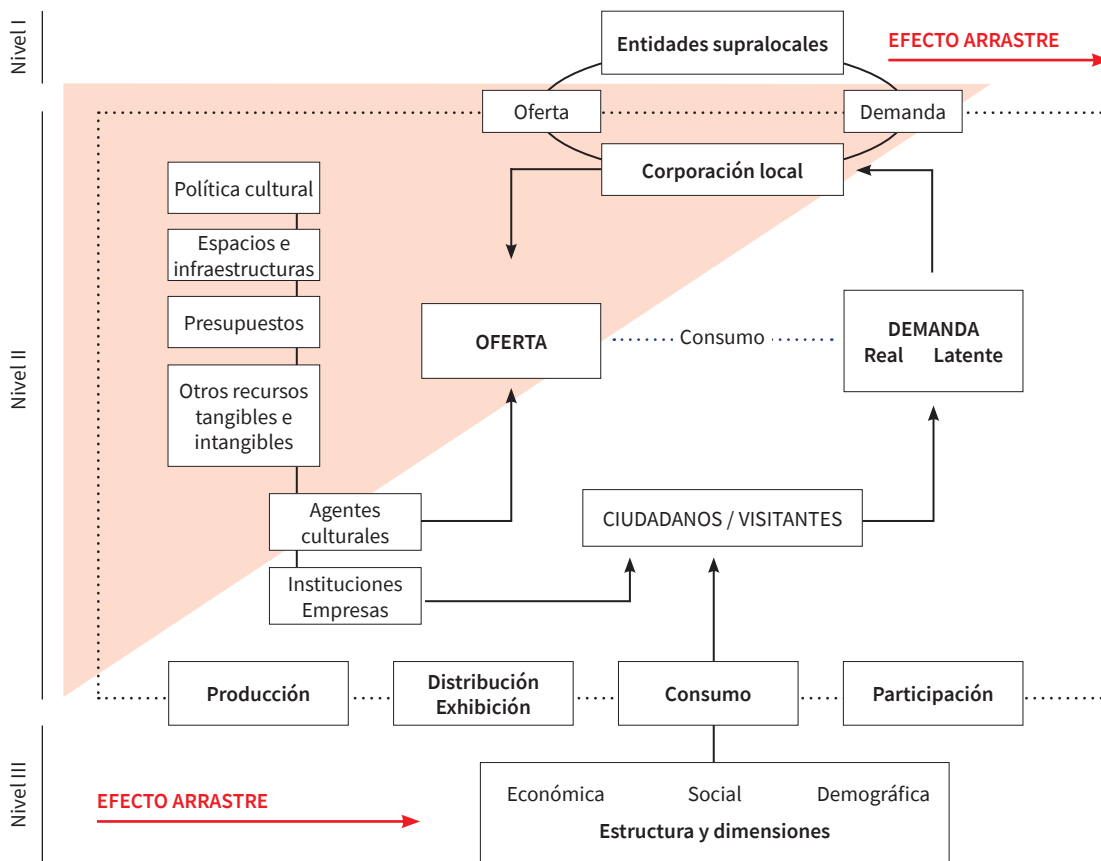 Nivel I
Entidades supralocales
EFECTO ARRASTRE
Oferta
Demanda
Corporación local
Nivel II
Política cultural
Espacios e
infraestructuras
Presupuestos
Otros recursos
tangibles e
intangibles
Agentes
culturales
Instituciones
Empresas
OFERTA
Consumo
DEMANDA
Real Latente
CIUDADANOS / VISITANTES
Producción
Distribución
Exhibición
Consumo
Participación
Nivel III
EFECTO ARRASTRE
Económica Social Demográfica
Estructura y dimensiones